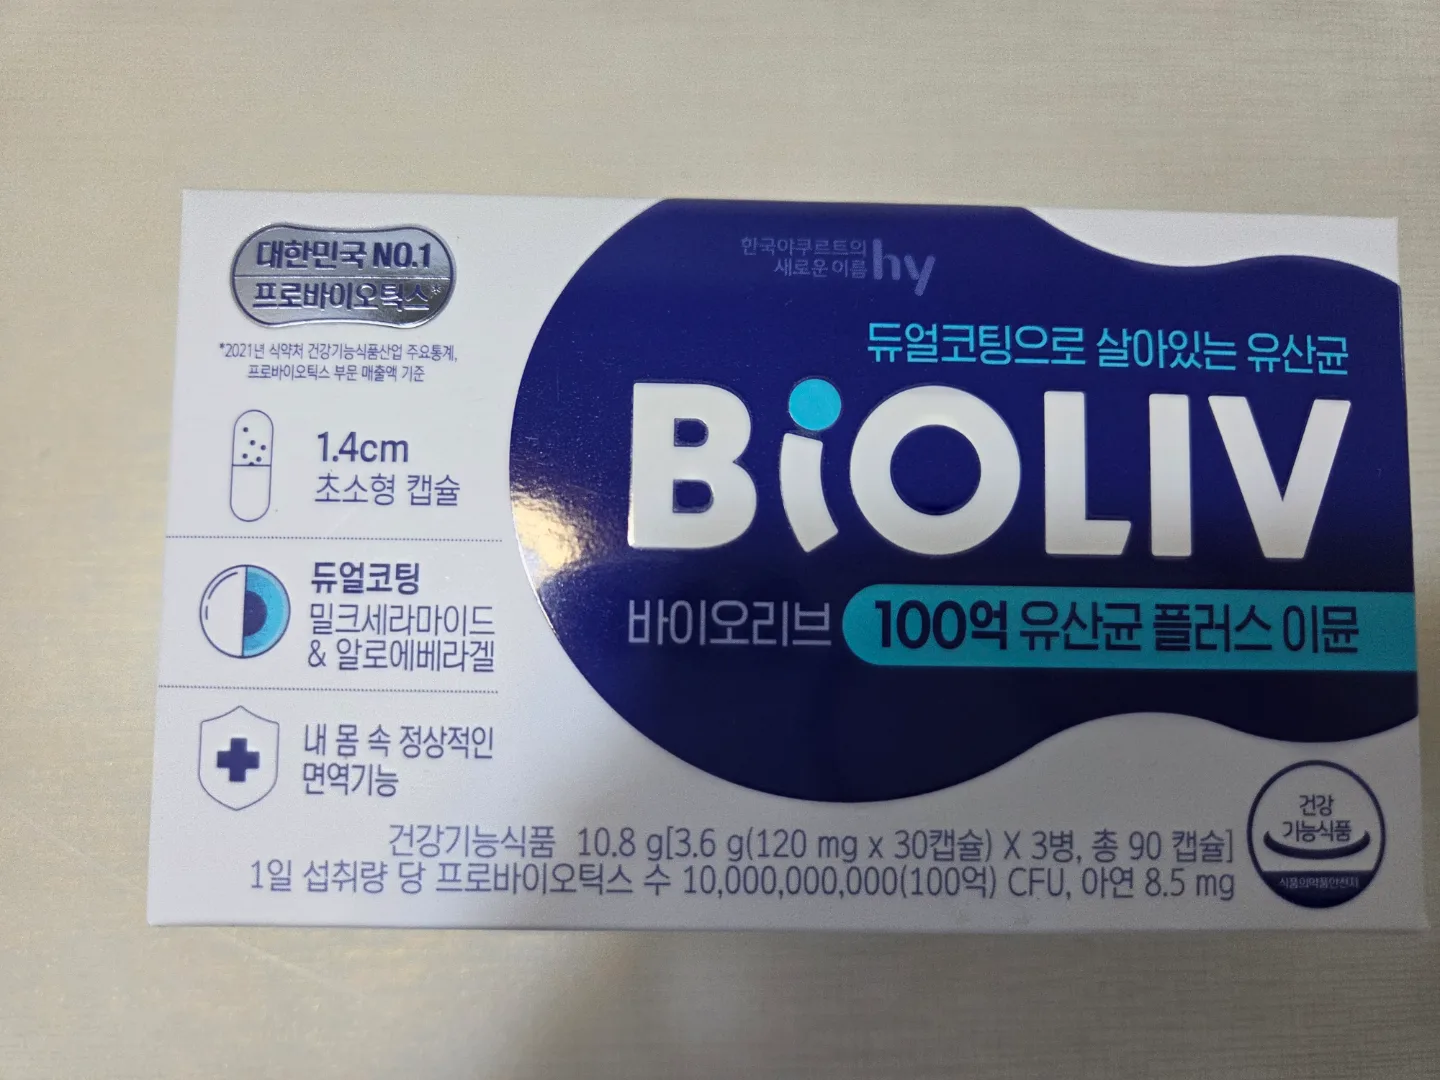 대한민국 NO.1
프로바이오틱스*
*2021년 식약처 건강기능식품산업 주요통계,
프로바이오틱스 부문 매출액 기준
1.4cm
초소형 캡슐
듀얼코팅
밀크세라마이드
& 알로에베라겔
내 몸 속 정상적인
면역기능
한국야쿠르트의
새로운 이름 hy
듀얼코팅으로 살아있는 유산균
BiOLIV
바이오리브 100억 유산균 플러스 이뮨
건강기능식품 10.8 g[3.6 g(120 mg x 30캡슐) X 3병, 총 90 캡슐]
1일 섭취량 당 프로바이오틱스 수 10,000,000,000(100억) CFU, 아연 8.5 mg
건강
기능식품
식품의약품안전처